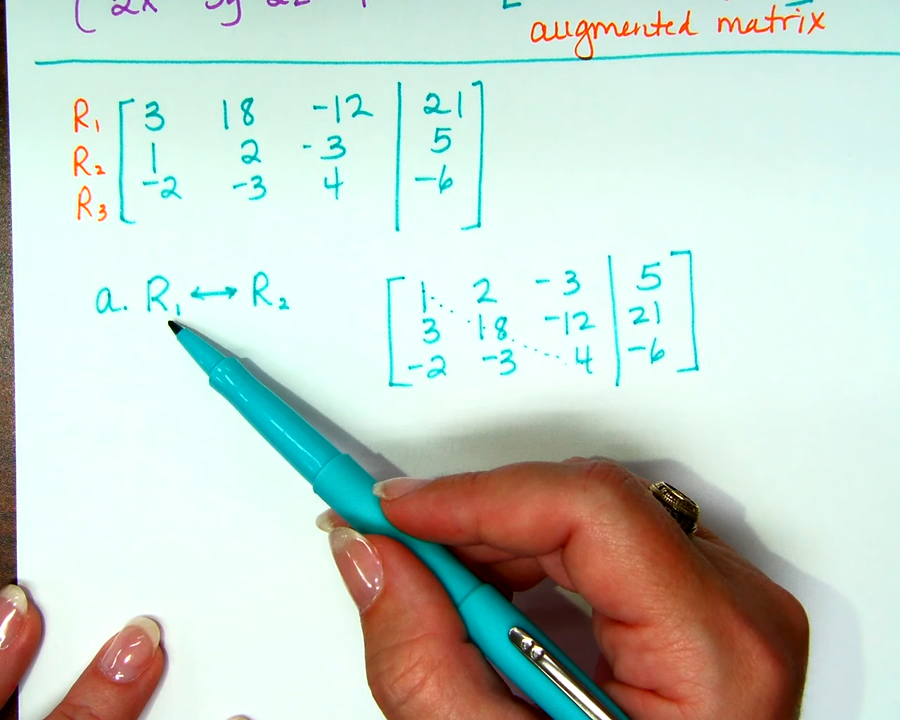 augmented matrix
R₁ [ 3 18 -12 | 21 ]
R₂ [ 1 2 -3 | 5 ]
R₃ [ -2 -3 4 | -6 ]
a. R₁ ↔ R₂
[ 1 2 -3 | 5 ]
[ 3 18 -12 | 21 ]
[ -2 -3 4 | -6 ]